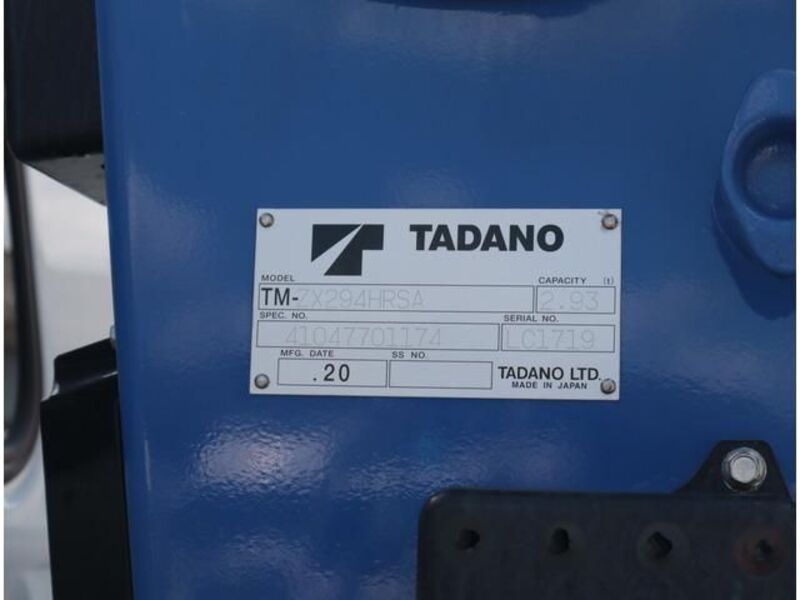 TADANO
MODEL CAPACITY (t)
TM-ZX294HRSA 2.93
SPEC. NO. SERIAL NO.
41047701174 LC1719
MFG. DATE SS NO.
.20 TADANO LTD.
MADE IN JAPAN